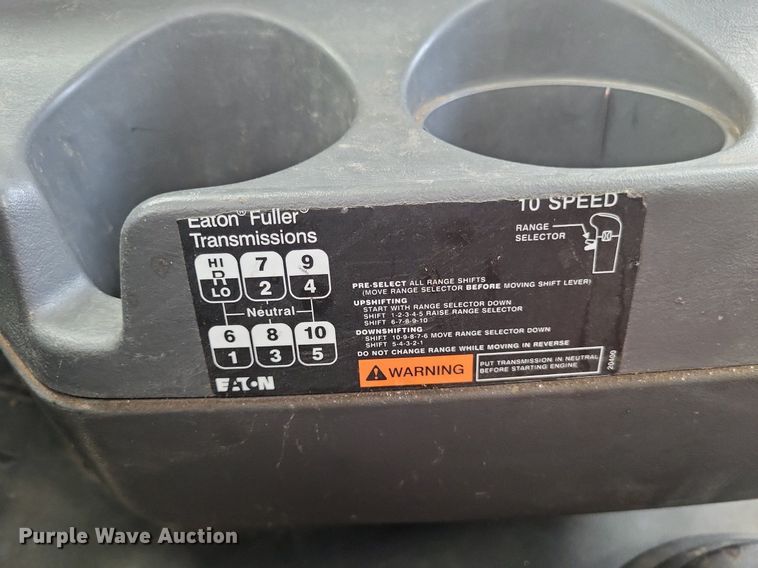 Eaton® Fuller®
Transmissions
10 SPEED
RANGE
SELECTOR
HI 7 9
R
LO 2 4
Neutral
6 8 10
1 3 5
EATON
PRE-SELECT ALL RANGE SHIFTS
(MOVE RANGE SELECTOR BEFORE MOVING SHIFT LEVER)
UPSHIFTING
START WITH RANGE SELECTOR DOWN
SHIFT 1-2-3-4-5 RAISE RANGE SELECTOR
SHIFT 6-7-8-9-10
DOWNSHIFTING
SHIFT 10-9-8-7-6 MOVE RANGE SELECTOR DOWN
SHIFT 5-4-3-2-1
DO NOT CHANGE RANGE WHILE MOVING IN REVERSE
WARNING
PUT TRANSMISSION IN NEUTRAL
BEFORE STARTING ENGINE
20490
Purple Wave Auction®